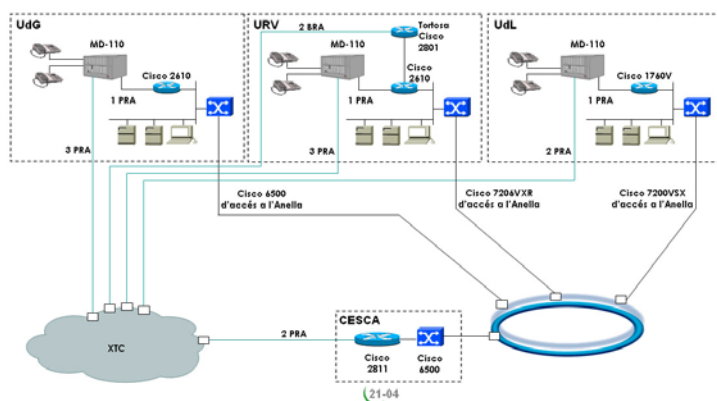 UdG
MD-110
Cisco 2610
1 PRA
3 PRA
URV
2 BRA
MD-110
Tortosa
Cisco
2801
Cisco
2610
1 PRA
3 PRA
UdL
MD-110
Cisco 1760V
1 PRA
2 PRA
Cisco 6500
d'accés a l'Anella
Cisco 7206VXR
d'accés a l'Anella
Cisco 7200VSX
d'accés a l'Anella
XTC
2 PRA
CESCA
Cisco
2811
Cisco
6500
21-04